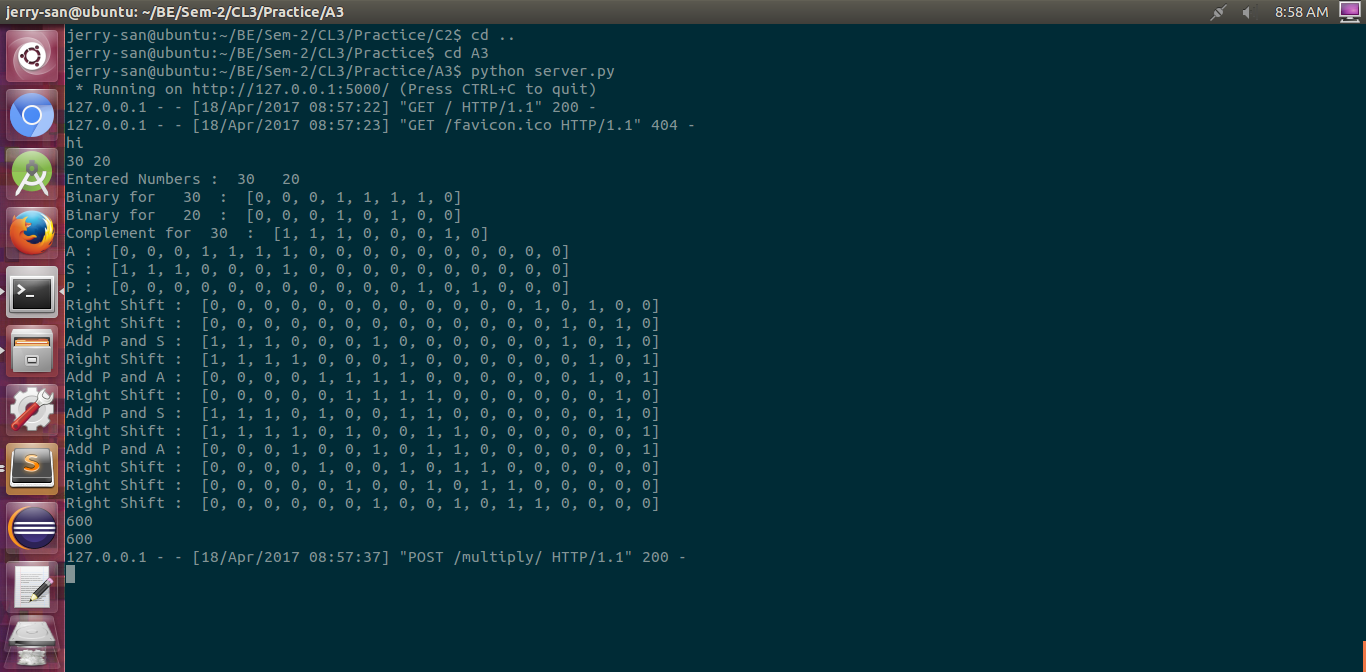 jerry-san@ubuntu: ~/BE/Sem-2/CL3/Practice/A3
8:58 AM
jerry-san@ubuntu:~/BE/Sem-2/CL3/Practice/C2$ cd ..
jerry-san@ubuntu:~/BE/Sem-2/CL3/Practice$ cd A3
jerry-san@ubuntu:~/BE/Sem-2/CL3/Practice/A3$ python server.py
 * Running on http://127.0.0.1:5000/ (Press CTRL+C to quit)
127.0.0.1 - - [18/Apr/2017 08:57:22] "GET / HTTP/1.1" 200 -
127.0.0.1 - - [18/Apr/2017 08:57:23] "GET /favicon.ico HTTP/1.1" 404 -
hi
30 20
Entered Numbers :  30   20
Binary for   30  :  [0, 0, 0, 1, 1, 1, 1, 0]
Binary for   20  :  [0, 0, 0, 1, 0, 1, 0, 0]
Complement for  30  :  [1, 1, 1, 0, 0, 0, 1, 0]
A :  [0, 0, 0, 1, 1, 1, 1, 0, 0, 0, 0, 0, 0, 0, 0, 0, 0]
S :  [1, 1, 1, 0, 0, 0, 1, 0, 0, 0, 0, 0, 0, 0, 0, 0, 0]
P :  [0, 0, 0, 0, 0, 0, 0, 0, 0, 0, 0, 1, 0, 1, 0, 0, 0]
Right Shift :  [0, 0, 0, 0, 0, 0, 0, 0, 0, 0, 0, 0, 1, 0, 1, 0, 0]
Right Shift :  [0, 0, 0, 0, 0, 0, 0, 0, 0, 0, 0, 0, 0, 1, 0, 1, 0]
Add P and S :  [1, 1, 1, 0, 0, 0, 1, 0, 0, 0, 0, 0, 0, 1, 0, 1, 0]
Right Shift :  [1, 1, 1, 1, 0, 0, 0, 1, 0, 0, 0, 0, 0, 0, 1, 0, 1]
Add P and A :  [0, 0, 0, 0, 1, 1, 1, 1, 0, 0, 0, 0, 0, 0, 1, 0, 1]
Right Shift :  [0, 0, 0, 0, 0, 1, 1, 1, 1, 0, 0, 0, 0, 0, 0, 1, 0]
Add P and S :  [1, 1, 1, 0, 1, 0, 0, 1, 1, 0, 0, 0, 0, 0, 0, 1, 0]
Right Shift :  [1, 1, 1, 1, 0, 1, 0, 0, 1, 1, 0, 0, 0, 0, 0, 0, 1]
Add P and A :  [0, 0, 0, 1, 0, 0, 1, 0, 1, 1, 0, 0, 0, 0, 0, 0, 1]
Right Shift :  [0, 0, 0, 0, 1, 0, 0, 1, 0, 1, 1, 0, 0, 0, 0, 0, 0]
Right Shift :  [0, 0, 0, 0, 0, 1, 0, 0, 1, 0, 1, 1, 0, 0, 0, 0, 0]
Right Shift :  [0, 0, 0, 0, 0, 0, 1, 0, 0, 1, 0, 1, 1, 0, 0, 0, 0]
600
600
127.0.0.1 - - [18/Apr/2017 08:57:37] "POST /multiply/ HTTP/1.1" 200 -